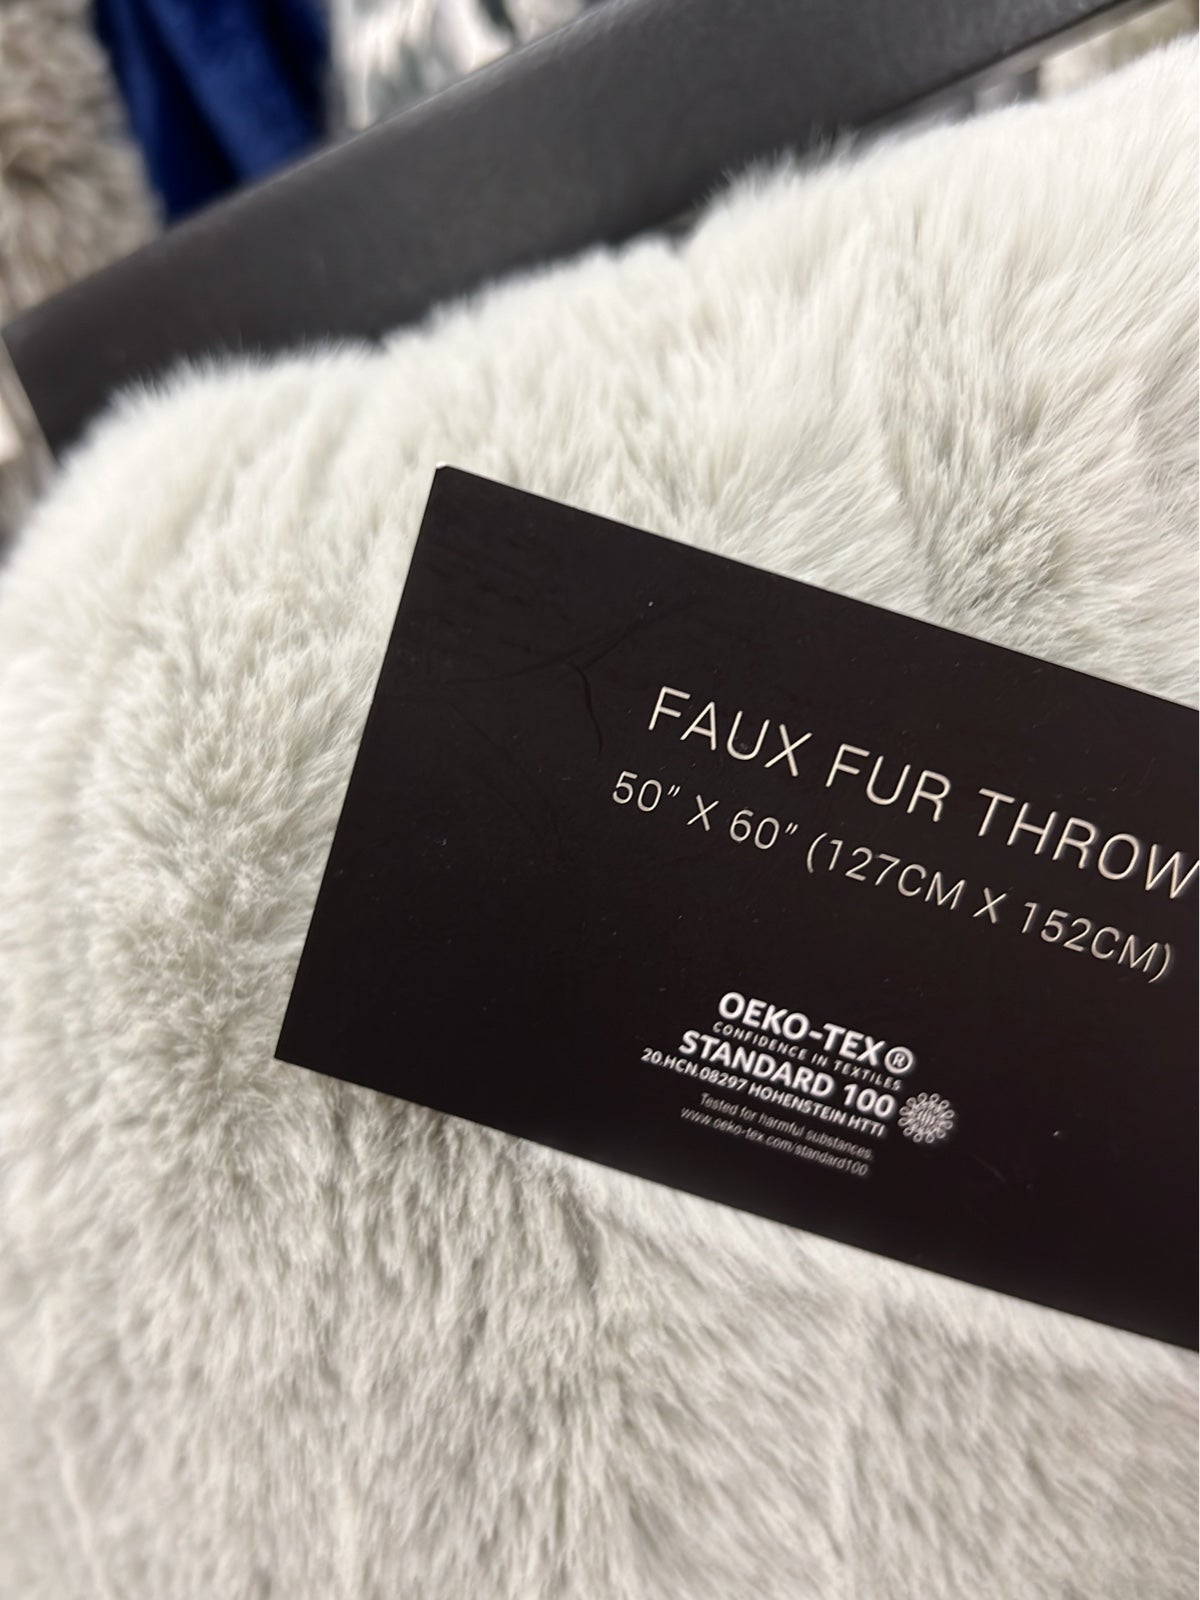 FAUX FUR THROW
50" X 60" (127CM X 152CM)
OEKO-TEX®
CONFIDENCE IN TEXTILES
STANDARD 100
20.HCN.08297 HOHENSTEIN HTTI
Tested for harmful substances.
www.oeko-tex.com/standard100